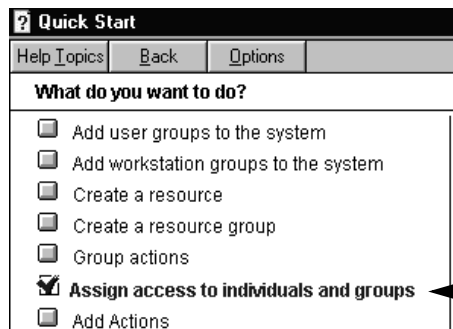 ? Quick Start
Help Topics Back Options
What do you want to do?
Add user groups to the system
Add workstation groups to the system
Create a resource
Create a resource group
Group actions
Assign access to individuals and groups
Add Actions